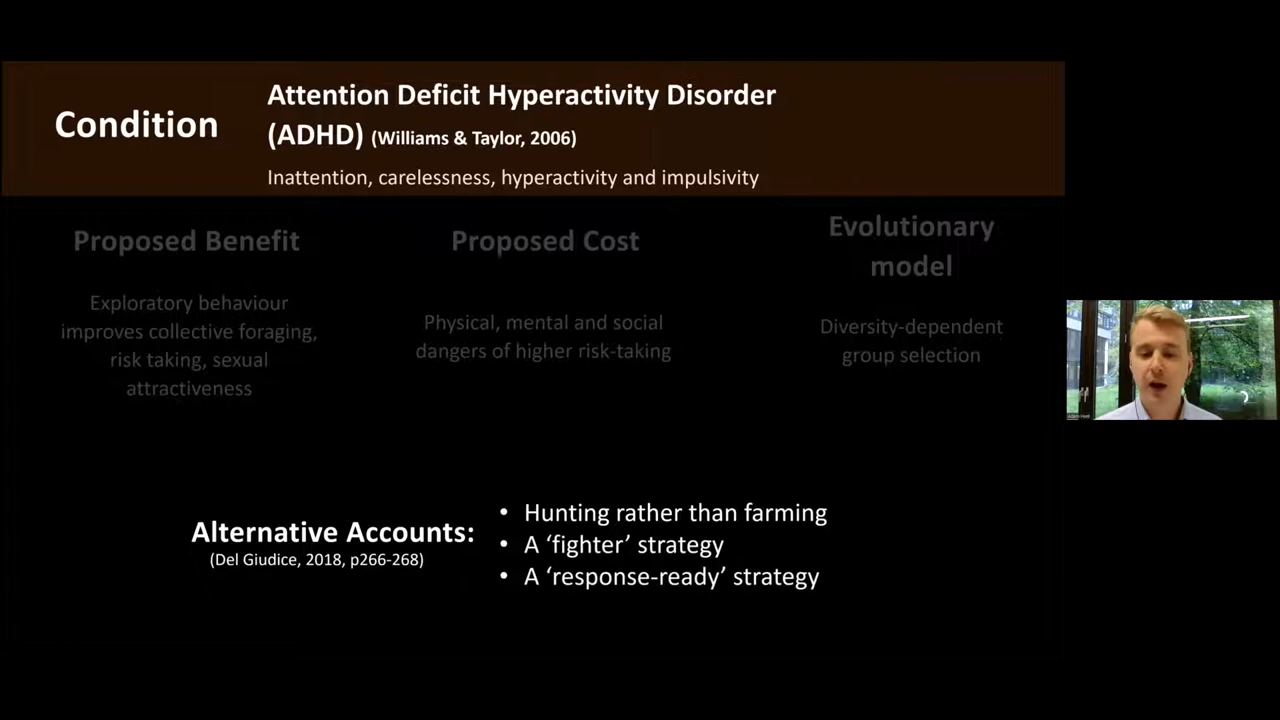 Condition
Attention Deficit Hyperactivity Disorder
(ADHD) (Williams & Taylor, 2006)
Inattention, carelessness, hyperactivity and impulsivity
Proposed Benefit
Exploratory behaviour
improves collective foraging,
risk taking, sexual
attractiveness
Proposed Cost
Physical, mental and social
dangers of higher risk-taking
Evolutionary
model
Diversity-dependent
group selection
Alternative Accounts:
(Del Giudice, 2018, p266-268)
• Hunting rather than farming
• A ‘fighter’ strategy
• A ‘response-ready’ strategy